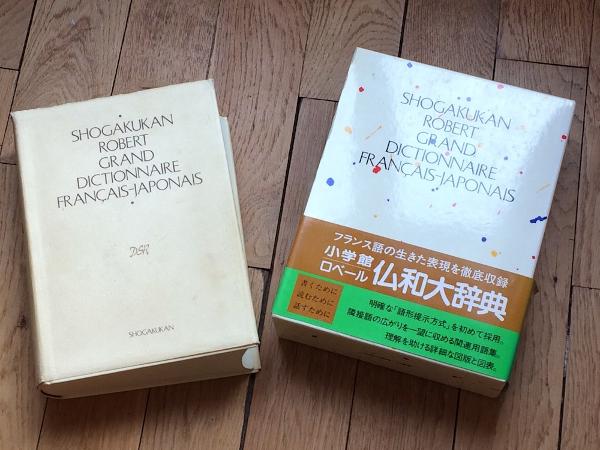 SHOGAKUKAN
ROBERT
GRAND
DICTIONNAIRE
FRANÇAIS-JAPONAIS
DSR
SHOGAKUKAN
SHOGAKUKAN
ROBERT
GRAND
DICTIONNAIRE
FRANÇAIS-JAPONAIS
フランス語の生きた表現を徹底収録
小学館
ロベール
仏和大辞典
書くために
読むために
話すために
明確な「語形提示方式」を初めて採用。
隣接語の広がりを一望に収める関連用語集。
理解を助ける詳細な図版と図表。